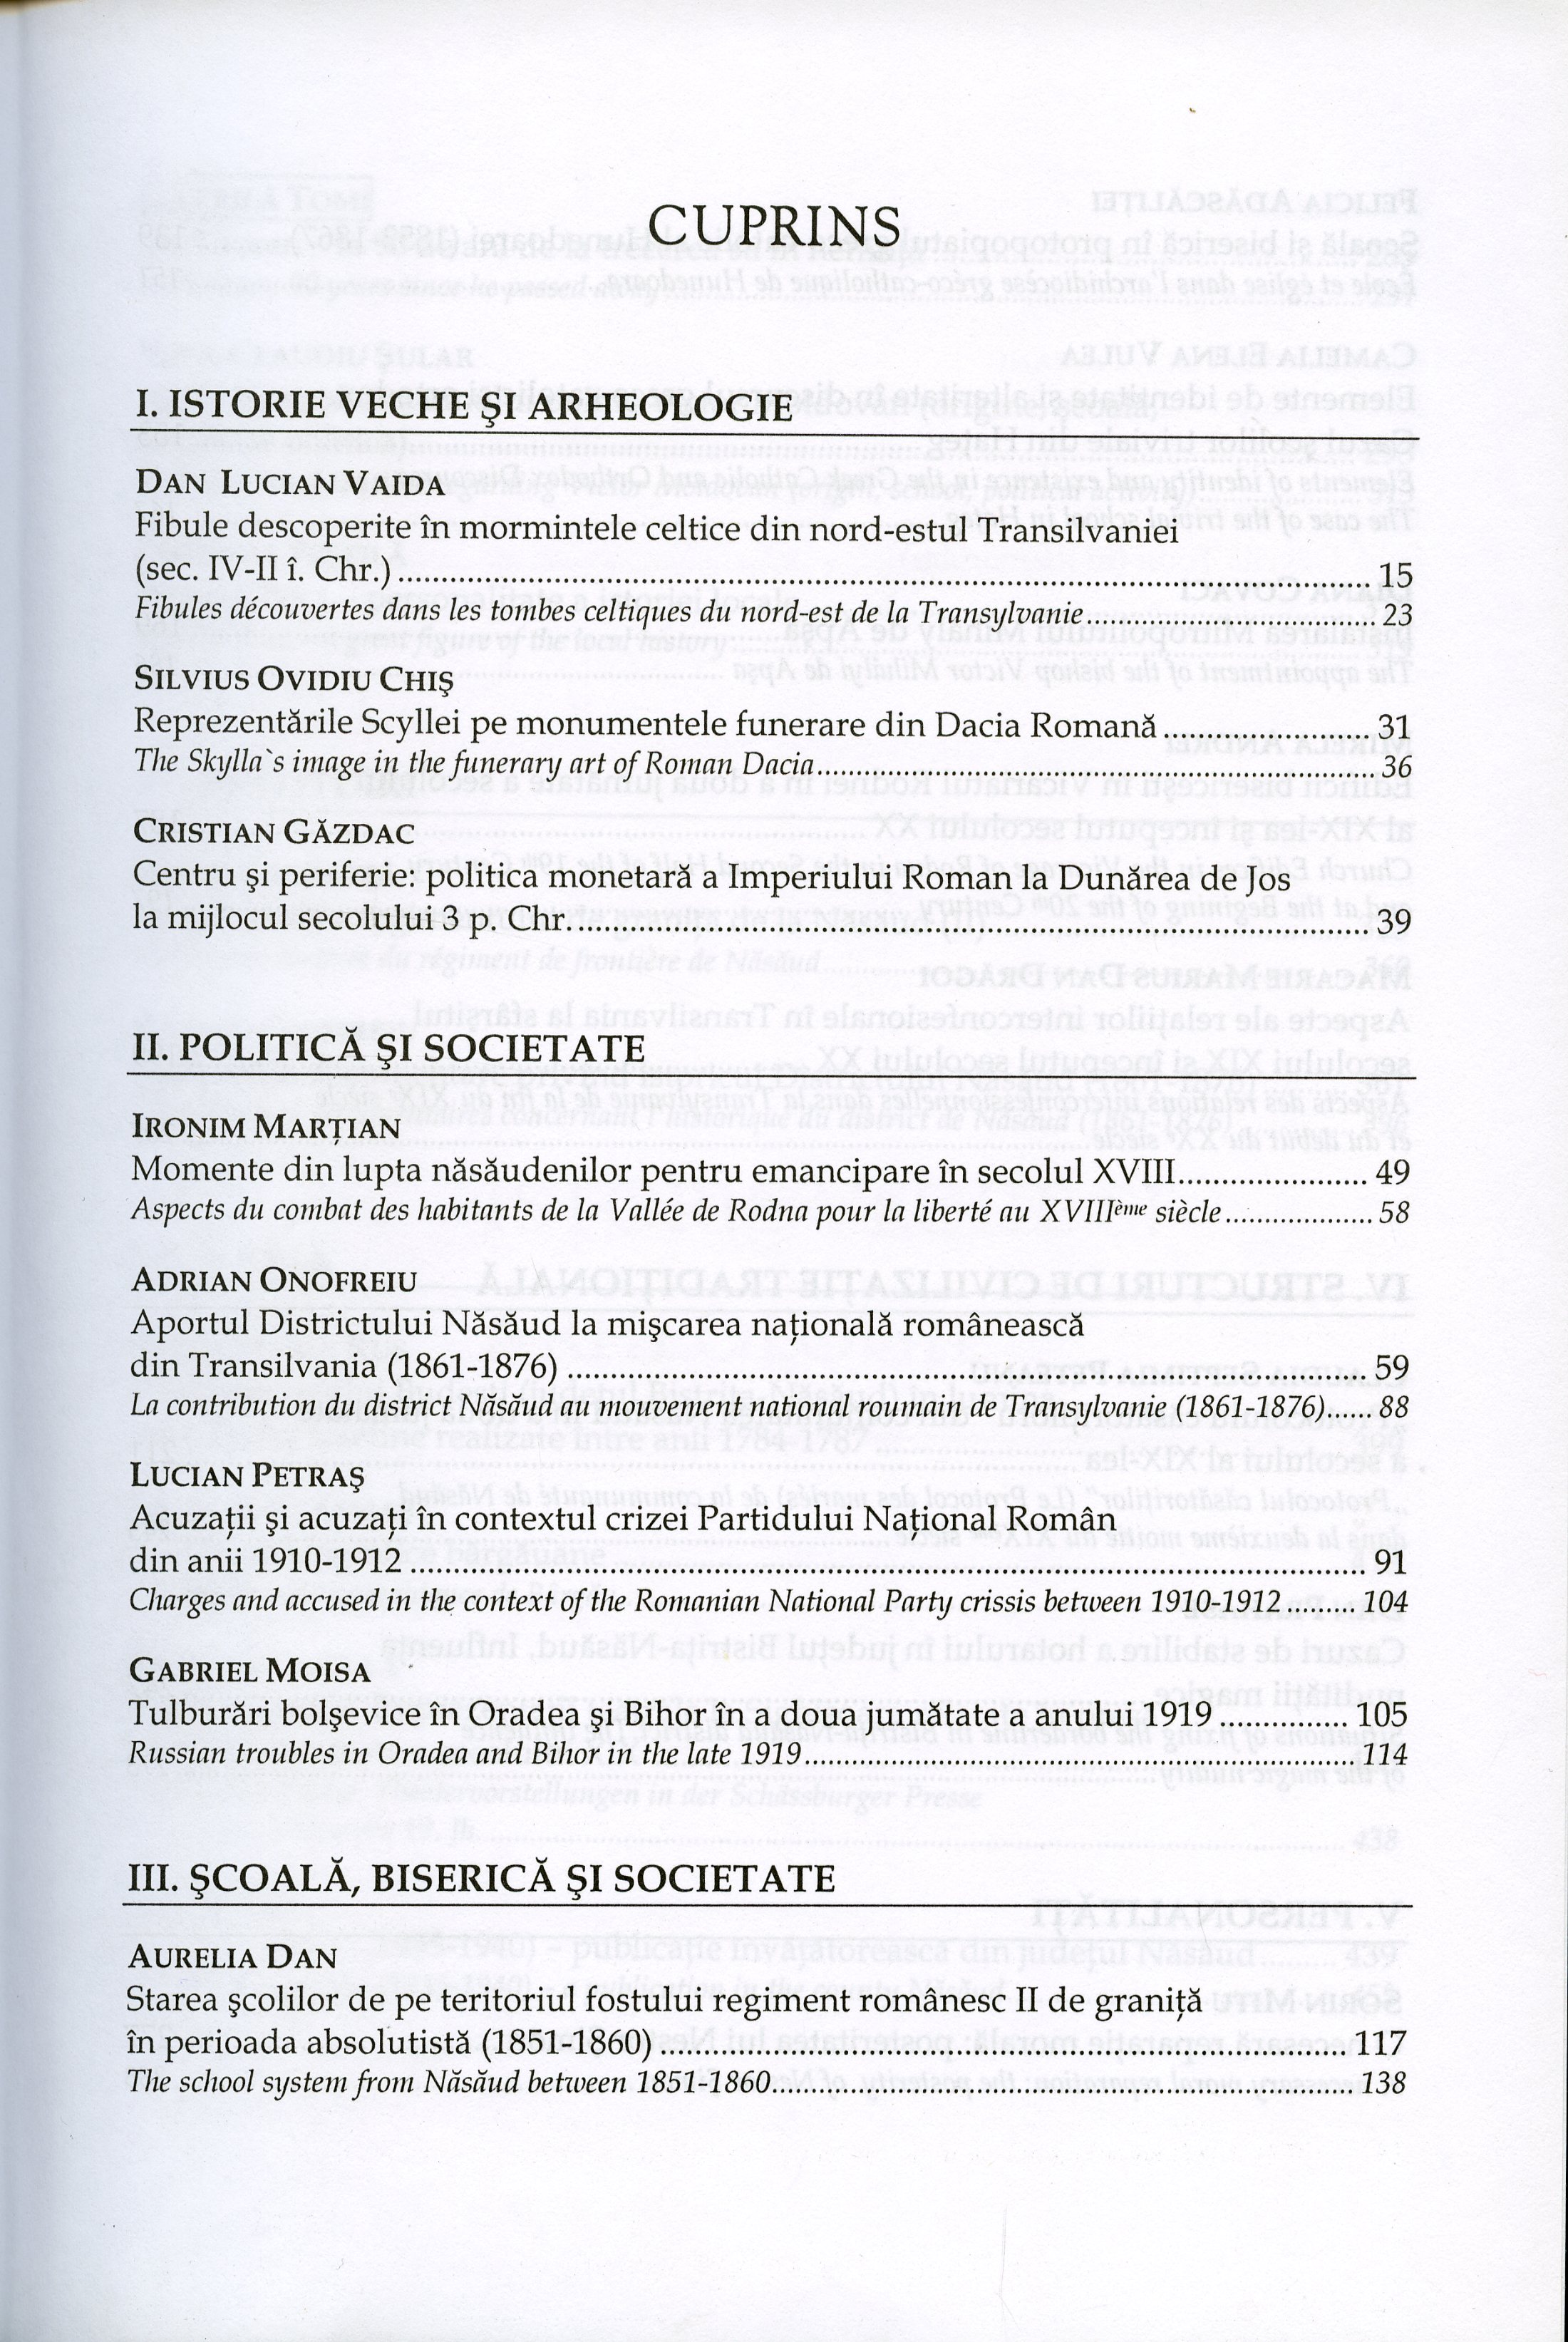 CUPRINS
I. ISTORIE VECHE ŞI ARHEOLOGIE
DAN LUCIAN VAIDA
Fibule descoperite în mormintele celtice din nord-estul Transilvaniei
(sec. IV-II î. Chr.) ........ 15
Fibules découvertes dans les tombes celtiques du nord-est de la Transylvanie ........ 23
SILVIUS OVIDIU CHIŞ
Reprezentările Scyllei pe monumentele funerare din Dacia Romană ........ 31
The Skylla`s image in the funerary art of Roman Dacia ........ 36
CRISTIAN GĂZDAC
Centru şi periferie: politica monetară a Imperiului Roman la Dunărea de Jos
la mijlocul secolului 3 p. Chr. ........ 39
II. POLITICĂ ŞI SOCIETATE
IRONIM MARŢIAN
Momente din lupta năsăudenilor pentru emancipare în secolul XVIII ........ 49
Aspects du combat des habitants de la Vallée de Rodna pour la liberté au XVIIIème siècle ........ 58
ADRIAN ONOFREIU
Aportul Districtului Năsăud la mişcarea naţională românească
din Transilvania (1861-1876) ........ 59
La contribution du district Năsăud au mouvement national roumain de Transylvanie (1861-1876) ...... 88
LUCIAN PETRAŞ
Acuzaţii şi acuzaţi în contextul crizei Partidului Naţional Român
din anii 1910-1912 ........ 91
Charges and accused in the context of the Romanian National Party crissis between 1910-1912 ......... 104
GABRIEL MOISA
Tulburări bolşevice în Oradea şi Bihor în a doua jumătate a anului 1919 ........ 105
Russian troubles in Oradea and Bihor in the late 1919 ........ 114
III. ŞCOALĂ, BISERICĂ ŞI SOCIETATE
AURELIA DAN
Starea şcolilor de pe teritoriul fostului regiment românesc II de graniţă
în perioada absolutistă (1851-1860) ........ 117
The school system from Năsăud between 1851-1860 ........ 138